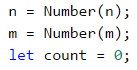 n = Number(n);
m = Number(m);
let count = 0;